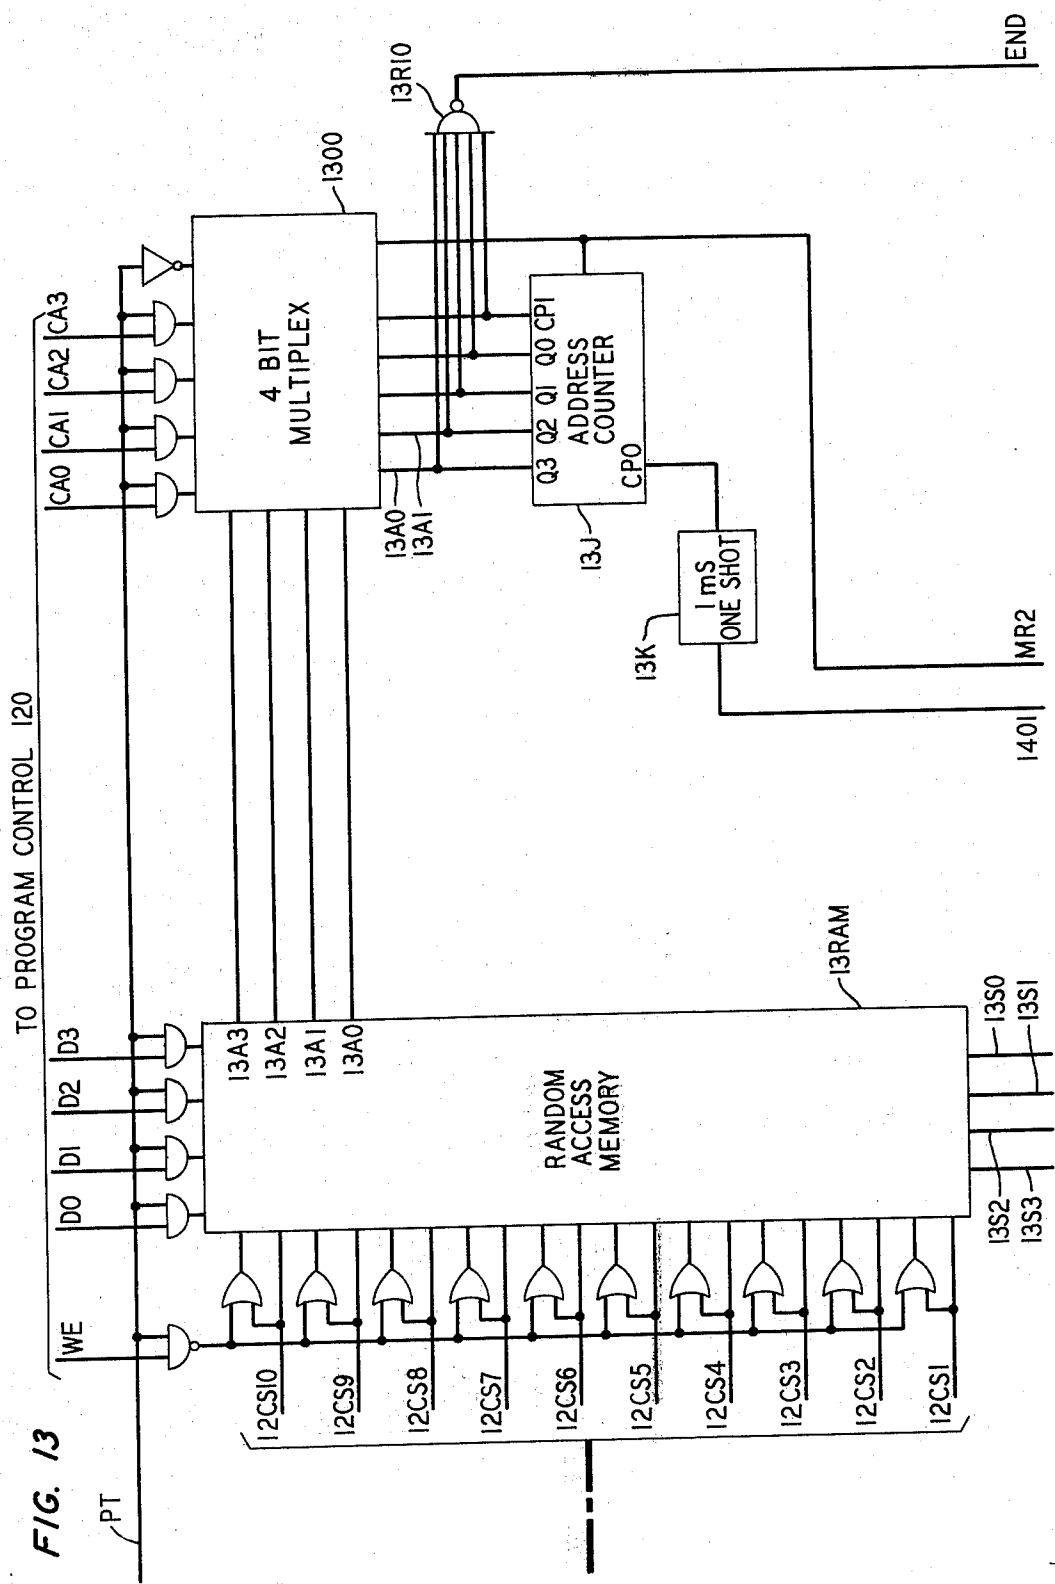 FIG. 13
TO PROGRAM CONTROL 120
PT
WE
D0
D1
D2
D3
CA0
CA1
CA2
CA3
12CS10
12CS9
12CS8
12CS7
12CS6
12CS5
12CS4
12CS3
12CS2
12CS1
13A3
13A2
13A1
13A0
RANDOM
ACCESS
MEMORY
13RAM
13S0
13S1
13S2
13S3
4 BIT
MULTIPLEX
1300
13A0
13A1
Q3
Q2
Q1
Q0
CP1
ADDRESS
COUNTER
CP0
13J
13R10
1 mS
ONE SHOT
13K
1401
MR2
END